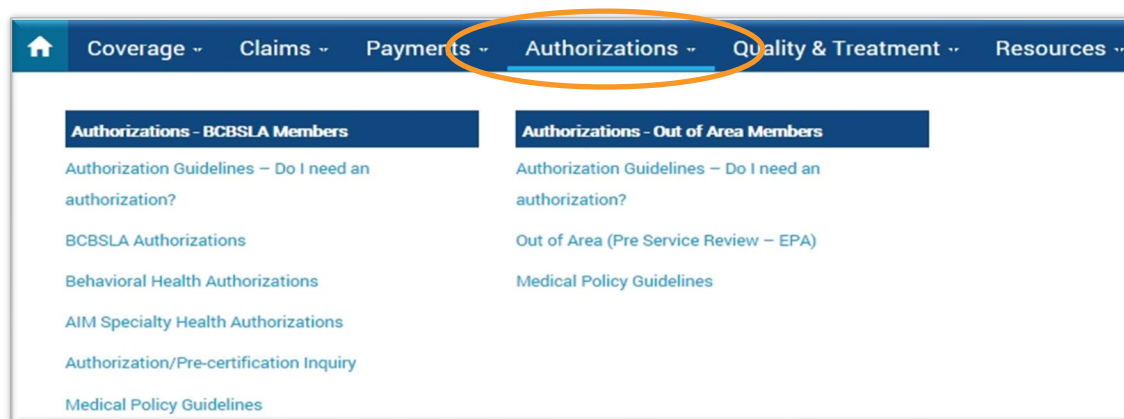 Coverage Claims Payments Authorizations Quality & Treatment Resources
Authorizations - BCBSLA Members
Authorization Guidelines – Do I need an
authorization?
BCBSLA Authorizations
Behavioral Health Authorizations
AIM Specialty Health Authorizations
Authorization/Pre-certification Inquiry
Medical Policy Guidelines
Authorizations - Out of Area Members
Authorization Guidelines – Do I need an
authorization?
Out of Area (Pre Service Review – EPA)
Medical Policy Guidelines